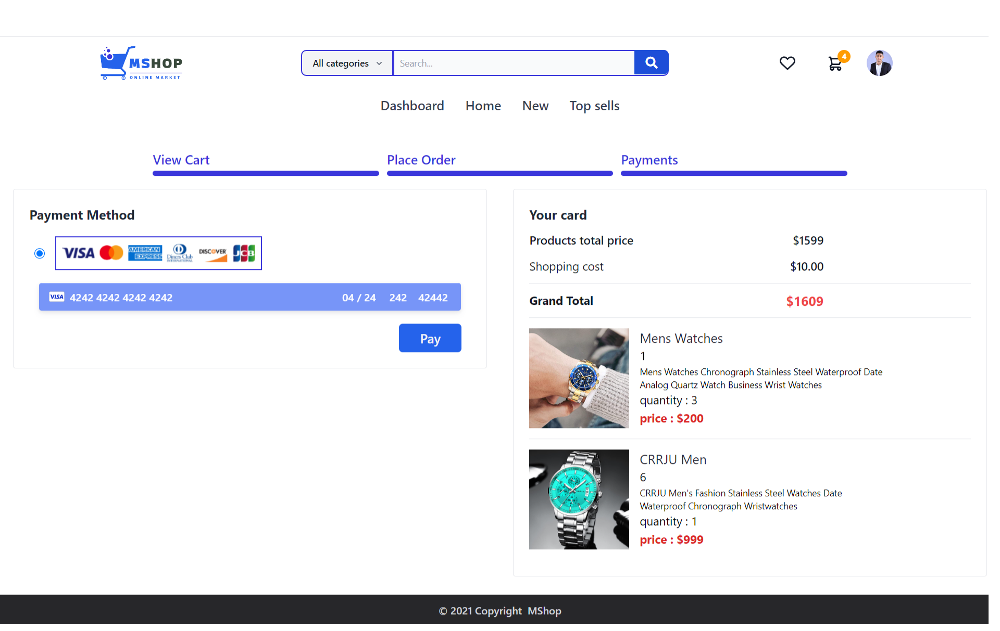 MSHOP
ONLINE MARKET
All categories
Search...
4
Dashboard Home New Top sells
View Cart Place Order Payments
Payment Method
VISA AMERICAN EXPRESS Diners Club INTERNATIONAL DISCOVER JCB
VISA 4242 4242 4242 4242 04 / 24 242 42442
Pay
Your card
Products total price $1599
Shopping cost $10.00
Grand Total $1609
Mens Watches
1
Mens Watches Chronograph Stainless Steel Waterproof Date
Analog Quartz Watch Business Wrist Watches
quantity : 3
price : $200
CRRJU Men
6
CRRJU Men's Fashion Stainless Steel Watches Date
Waterproof Chronograph Wristwatches
quantity : 1
price : $999
© 2021 Copyright MShop